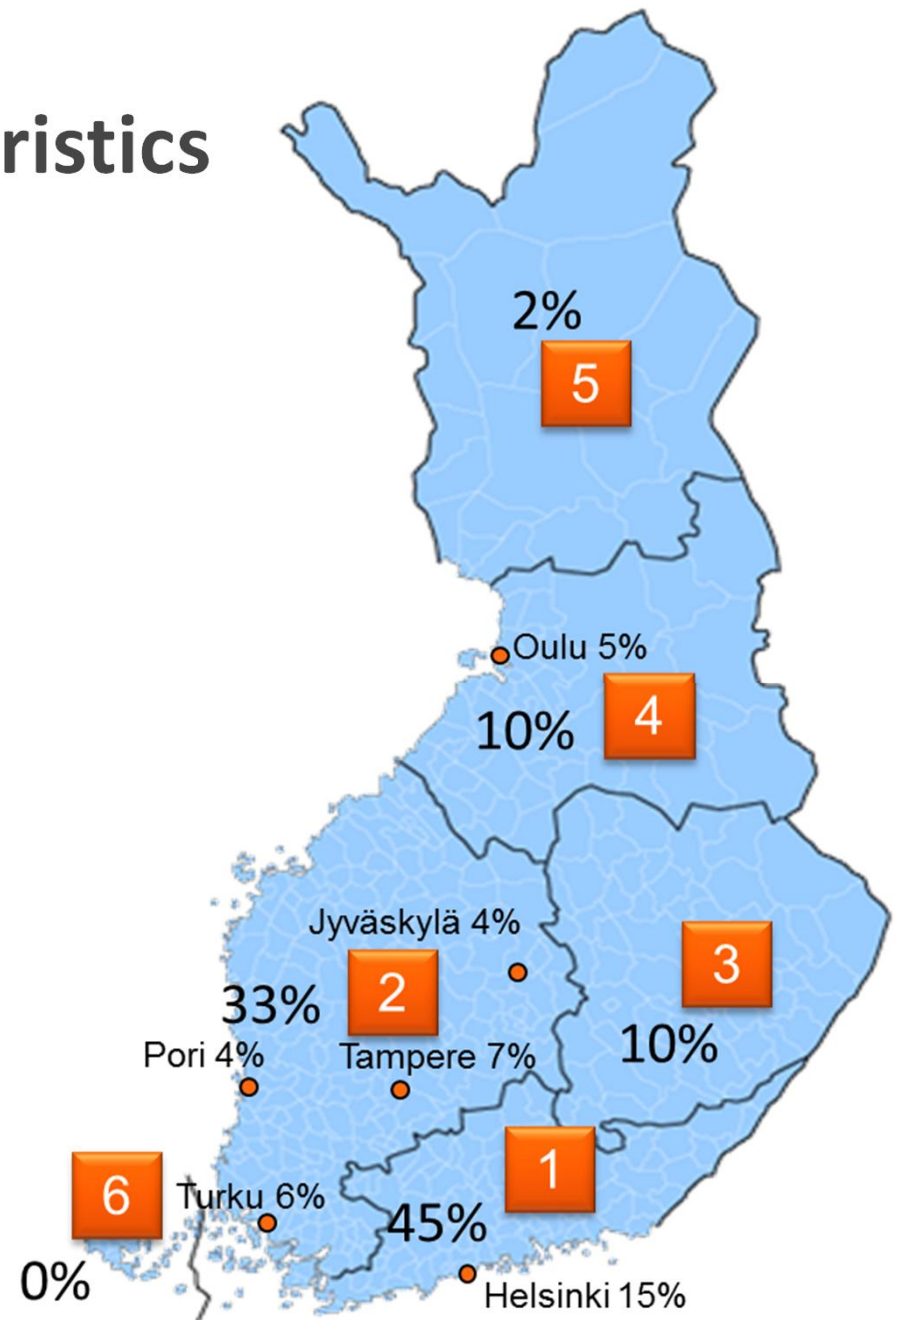 ristics
2%
5
Oulu 5%
4
10%
Jyväskylä 4%
3
2
33%
10%
Pori 4%
Tampere 7%
1
6
Turku 6%
45%
0%
Helsinki 15%